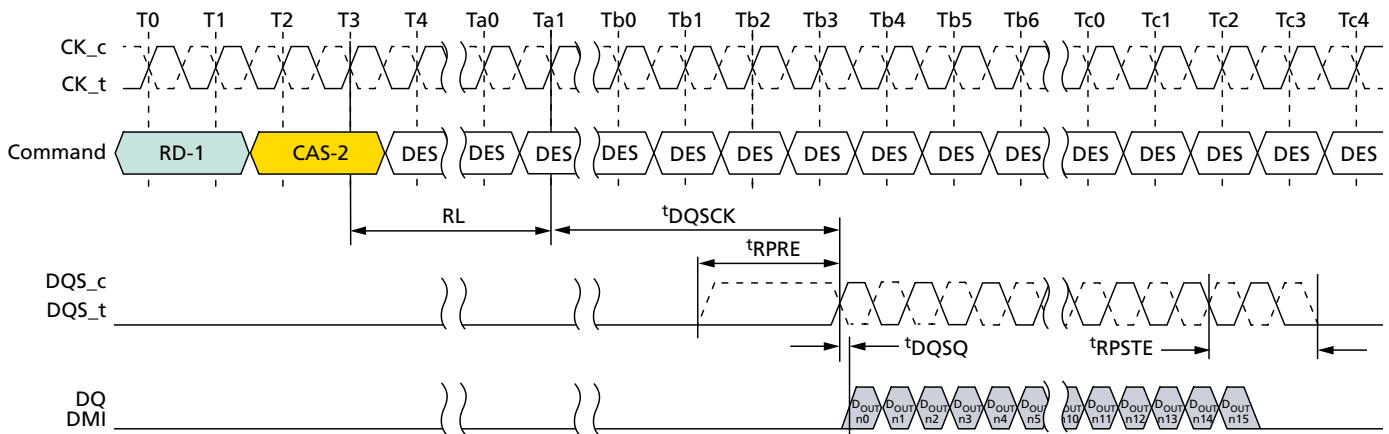 T0 T1 T2 T3 T4 Ta0 Ta1 Tb0 Tb1 Tb2 Tb3 Tb4 Tb5 Tb6 Tc0 Tc1 Tc2 Tc3 Tc4
CK_c
CK_t
Command RD-1 CAS-2 DES DES DES DES DES DES DES DES DES DES DES DES DES DES DES
RL tDQSCK
tRPRE
DQS_c
DQS_t
tDQSQ tRPSTE
DQ
DMI
DOUT n0 DOUT n1 DOUT n2 DOUT n3 DOUT n4 DOUT n5 DOUT n10 DOUT n11 DOUT n12 DOUT n13 DOUT n14 DOUT n15